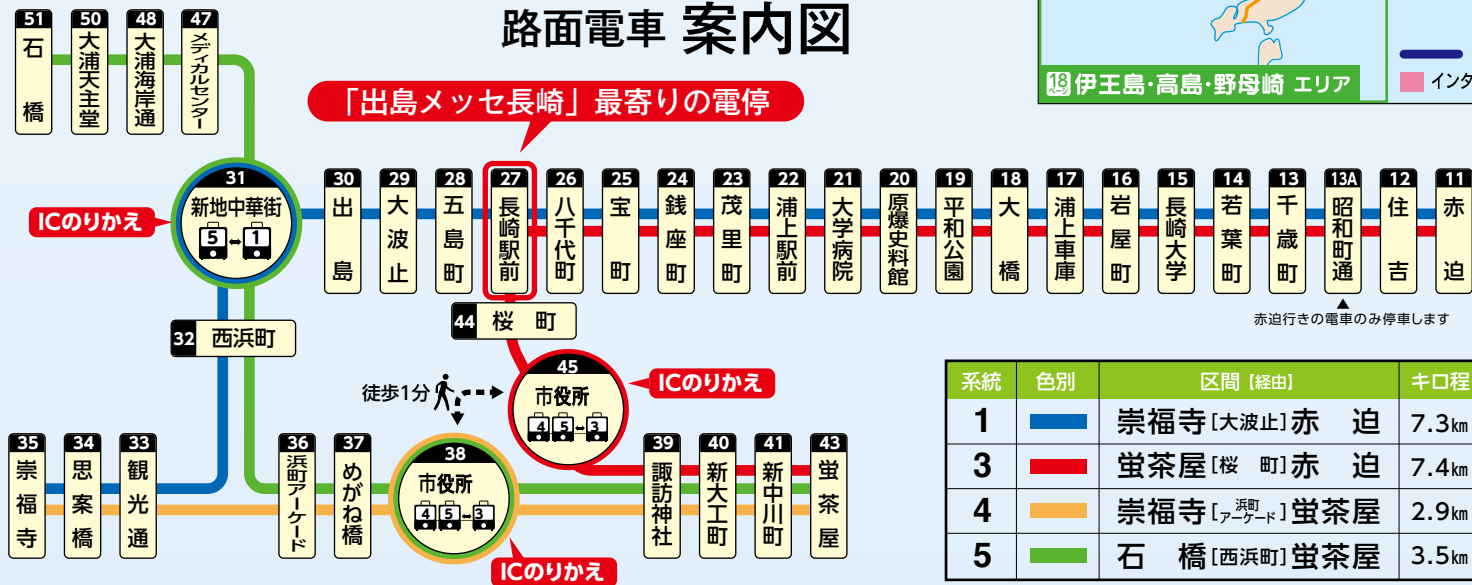 路面電車 案内図
18ページ 伊王島・高島・野母崎 エリア
インタ
「出島メッセ長崎」最寄りの電停
51 石橋
50 大浦天主堂
48 大浦海岸通
47 メディカルセンター
31
新地中華街
5 1
ICのりかえ
30 出島
29 大波止
28 五島町
27 長崎駅前
26 八千代町
25 宝町
24 銭座町
23 茂里町
22 浦上駅前
21 大学病院
20 原爆史料館
19 平和公園
18 大橋
17 浦上車庫
16 岩屋町
15 長崎大学
14 若葉町
13 千歳町
13A 昭和町通
12 住吉
11 赤迫
▲
赤迫行きの電車のみ停車します
32 西浜町
44 桜町
45
市役所
4 5 3
ICのりかえ
徒歩1分
35 崇福寺
34 思案橋
33 観光通
36 浜町アーケード
37 めがね橋
38
市役所
4 5 3
ICのりかえ
39 諏訪神社
40 新大工町
41 新中川町
43 蛍茶屋
系統 色別 区間【経由】 キロ程
1 崇福寺[大波止]赤 迫 7.3km
3 蛍茶屋[桜 町]赤 迫 7.4km
4 崇福寺[浜町アーケード]蛍茶屋 2.9km
5 石 橋[西浜町]蛍茶屋 3.5km